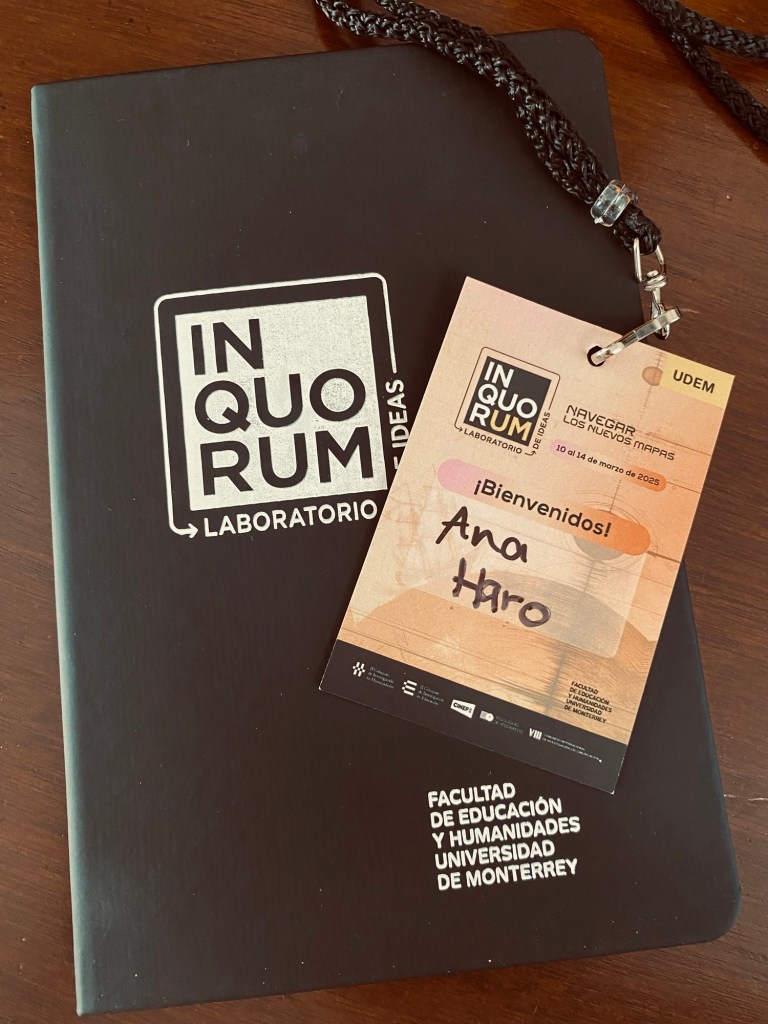 IN
QUO
RUM
LABORATORIO
DE IDEAS
UDEM
IN
QUO
RUM
LABORATORIO
DE IDEAS
NAVEGAR
LOS NUEVOS MAPAS
10 al 14 de marzo de 2025
¡Bienvenidos!
Ana
Haro
FACULTAD
DE EDUCACIÓN
Y HUMANIDADES
UNIVERSIDAD
DE MONTERREY
VIII
FACULTAD
DE EDUCACIÓN
Y HUMANIDADES
UNIVERSIDAD
DE MONTERREY